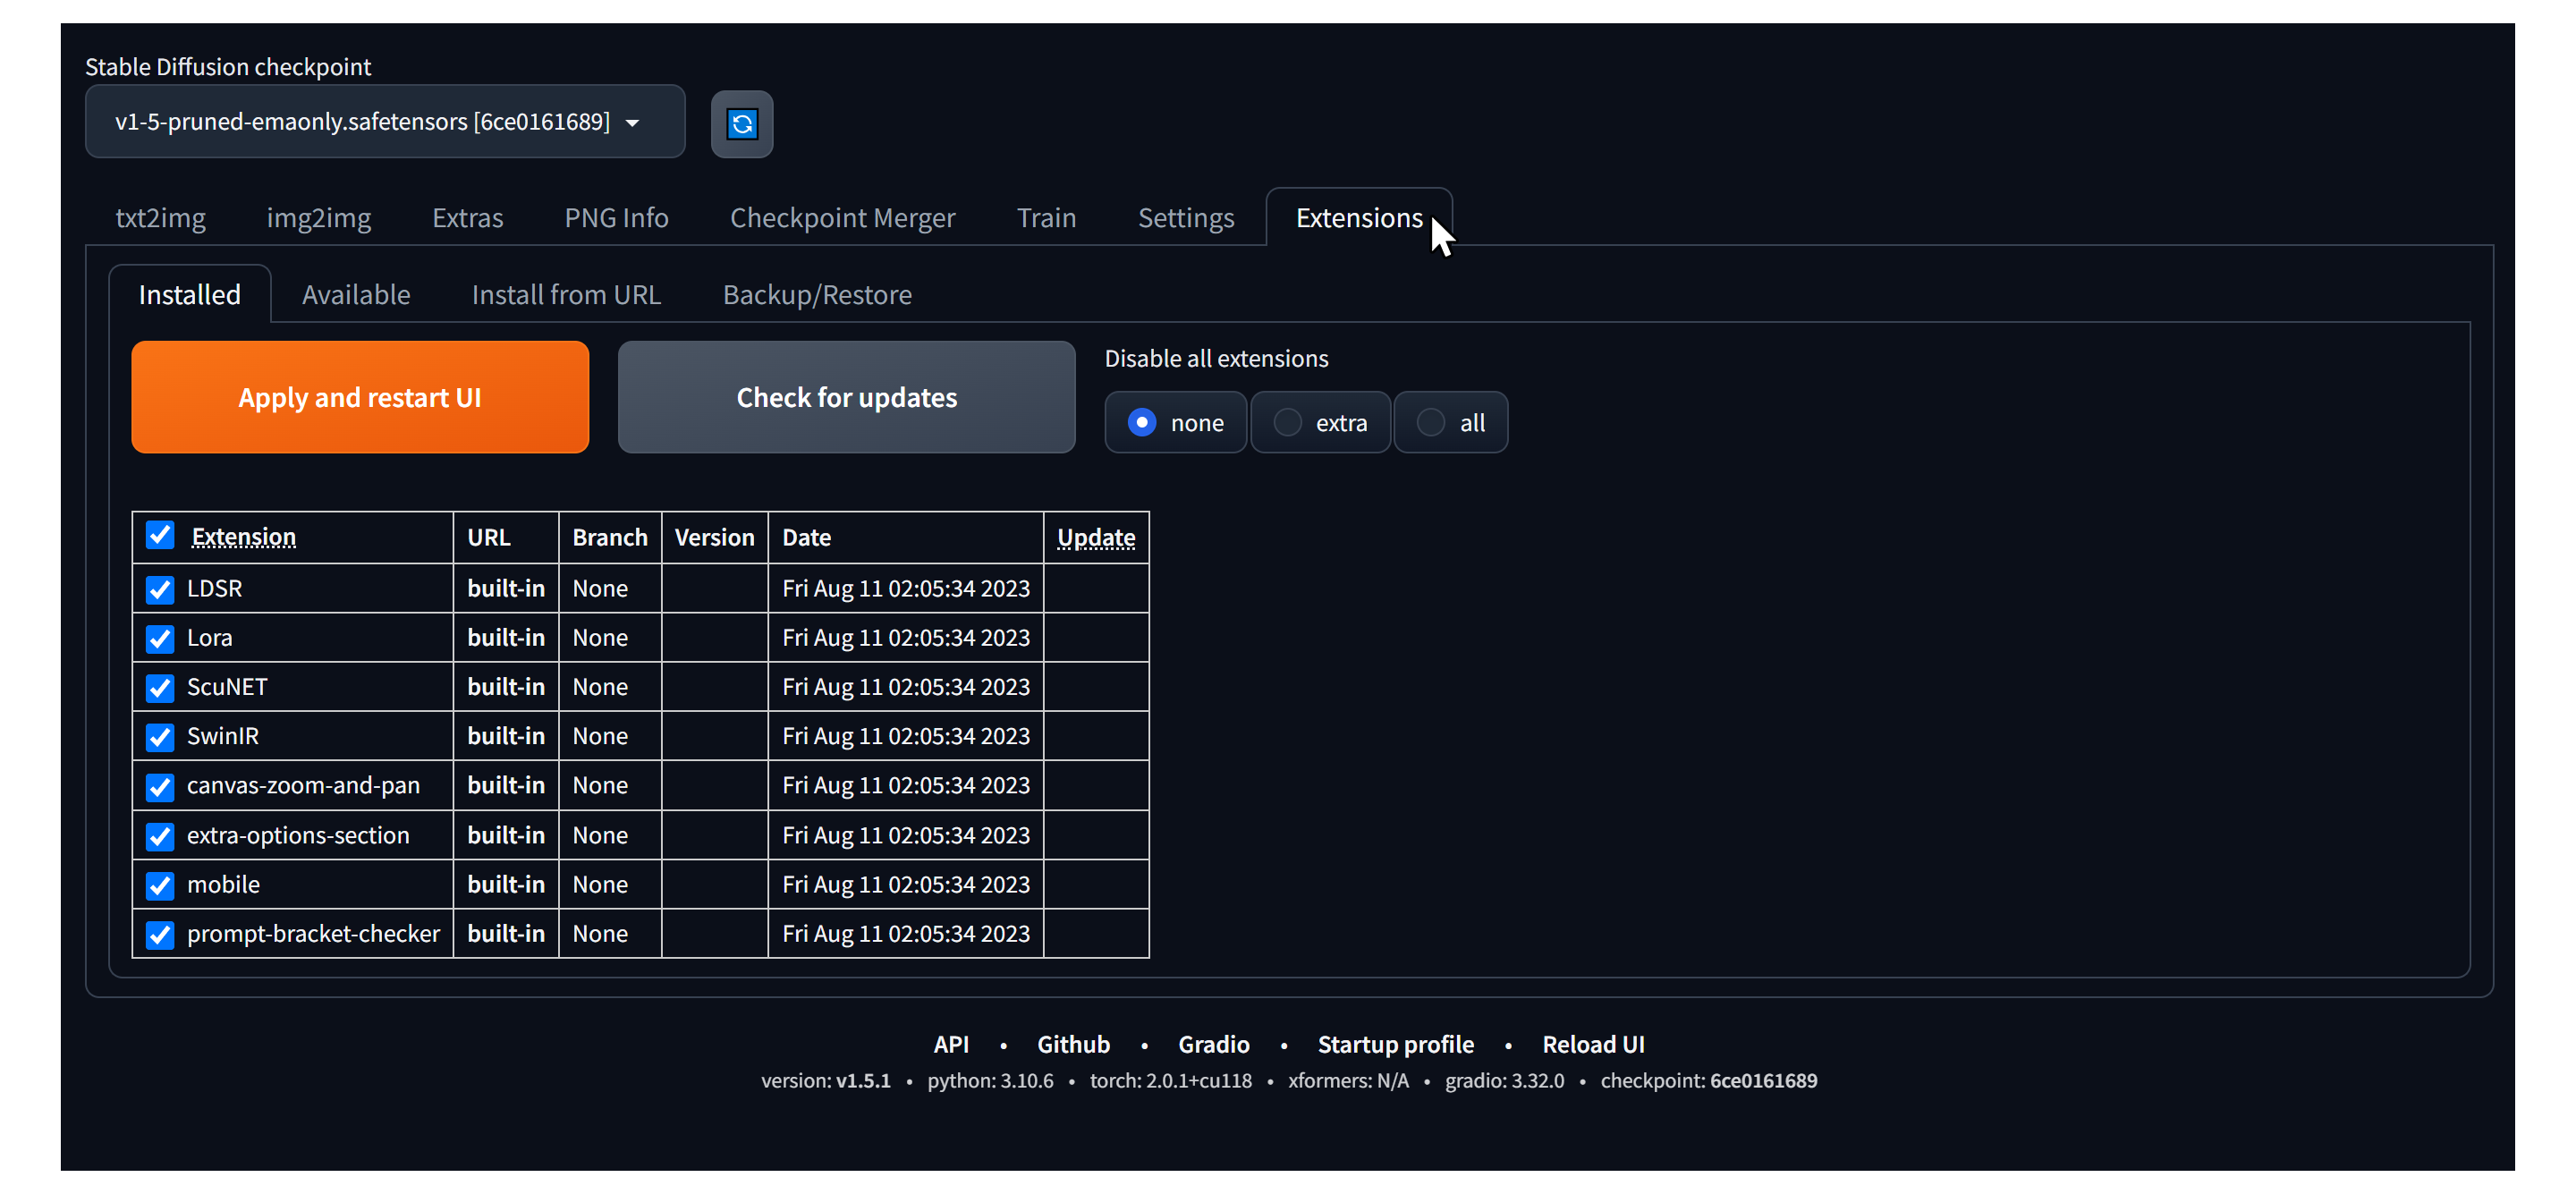 Stable Diffusion checkpoint
v1-5-pruned-emaonly.safetensors [6ce0161689]
txt2img img2img Extras PNG Info Checkpoint Merger Train Settings Extensions
Installed Available Install from URL Backup/Restore
Apply and restart UI Check for updates Disable all extensions
none extra all
Extension URL Branch Version Date Update
LDSR built-in None Fri Aug 11 02:05:34 2023
Lora built-in None Fri Aug 11 02:05:34 2023
ScuNET built-in None Fri Aug 11 02:05:34 2023
SwinIR built-in None Fri Aug 11 02:05:34 2023
canvas-zoom-and-pan built-in None Fri Aug 11 02:05:34 2023
extra-options-section built-in None Fri Aug 11 02:05:34 2023
mobile built-in None Fri Aug 11 02:05:34 2023
prompt-bracket-checker built-in None Fri Aug 11 02:05:34 2023
API • Github • Gradio • Startup profile • Reload UI
version: v1.5.1 • python: 3.10.6 • torch: 2.0.1+cu118 • xformers: N/A • gradio: 3.32.0 • checkpoint: 6ce0161689